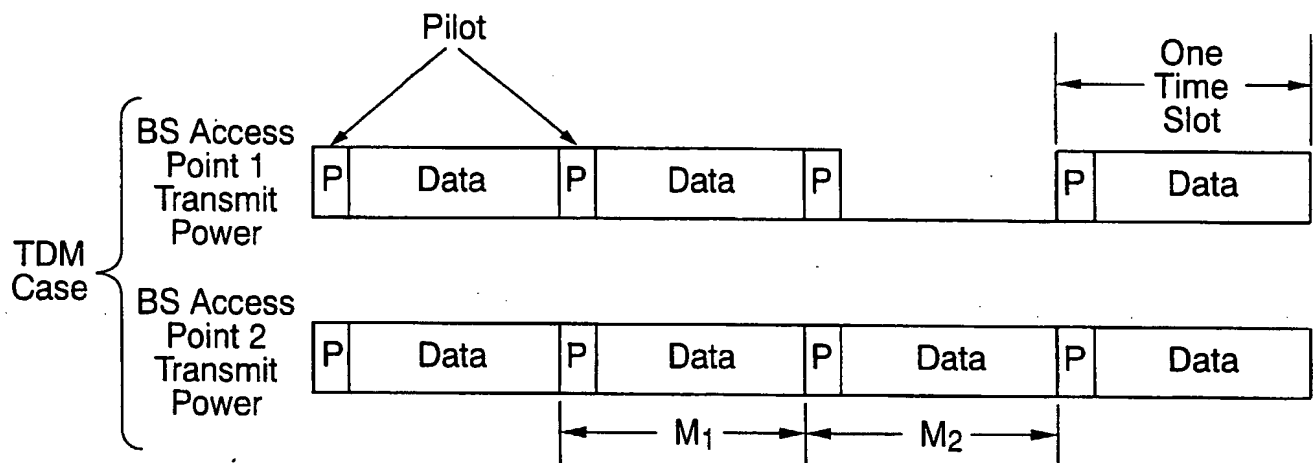 Pilot
One
Time
Slot
TDM
Case
BS Access
Point 1
Transmit
Power
P Data P Data P P Data
BS Access
Point 2
Transmit
Power
P Data P Data P Data P Data
M₁ M₂